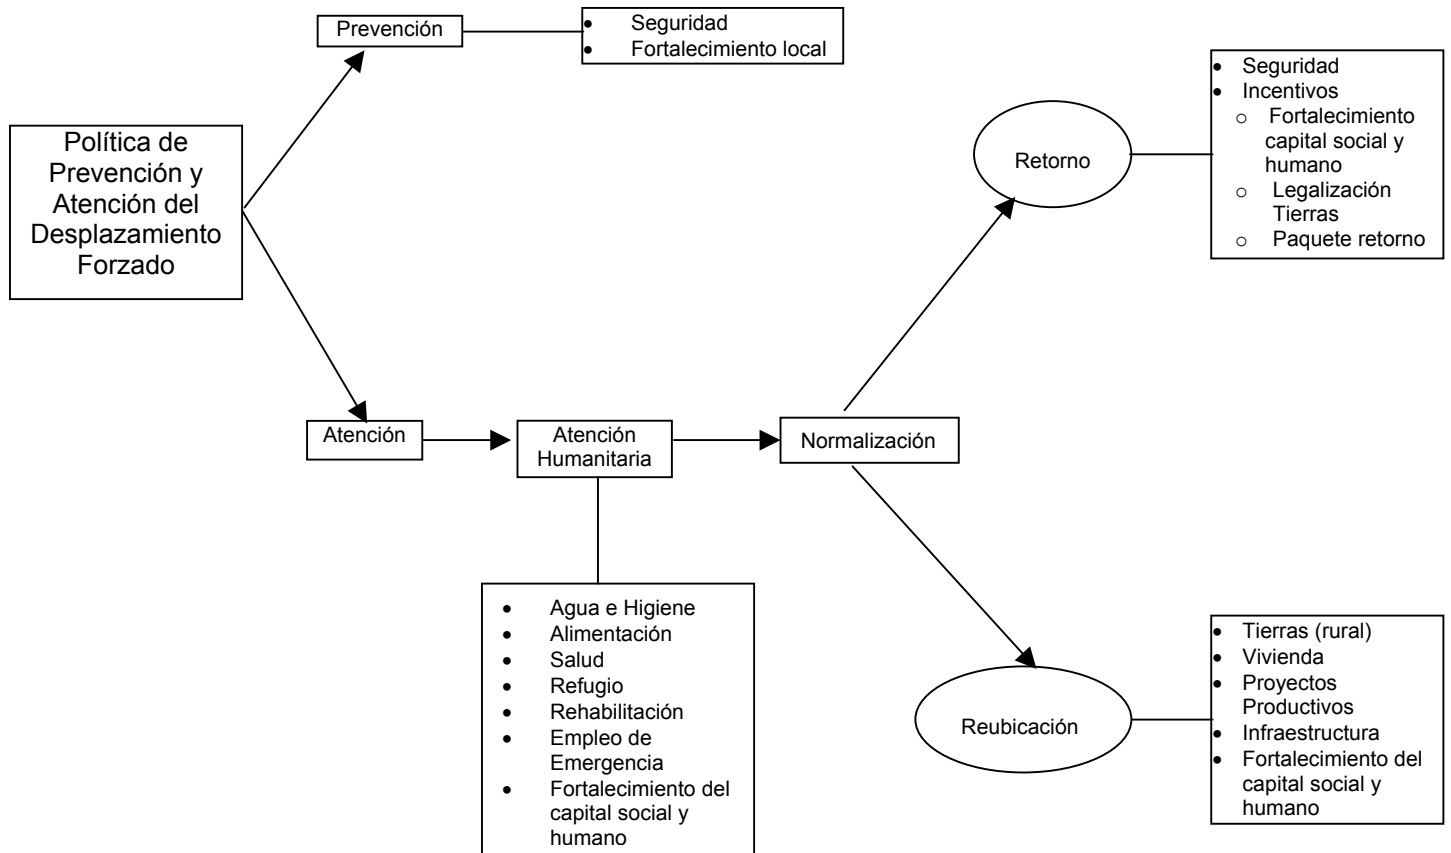 Prevención
• Seguridad
• Fortalecimiento local
Política de
Prevención y
Atención del
Desplazamiento
Forzado
Retorno
• Seguridad
• Incentivos
o Fortalecimiento
capital social y
humano
o Legalización
Tierras
o Paquete retorno
Atención
Atención
Humanitaria
Normalización
• Agua e Higiene
• Alimentación
• Salud
• Refugio
• Rehabilitación
• Empleo de
Emergencia
• Fortalecimiento del
capital social y
humano
Reubicación
• Tierras (rural)
• Vivienda
• Proyectos
Productivos
• Infraestructura
• Fortalecimiento del
capital social y
humano